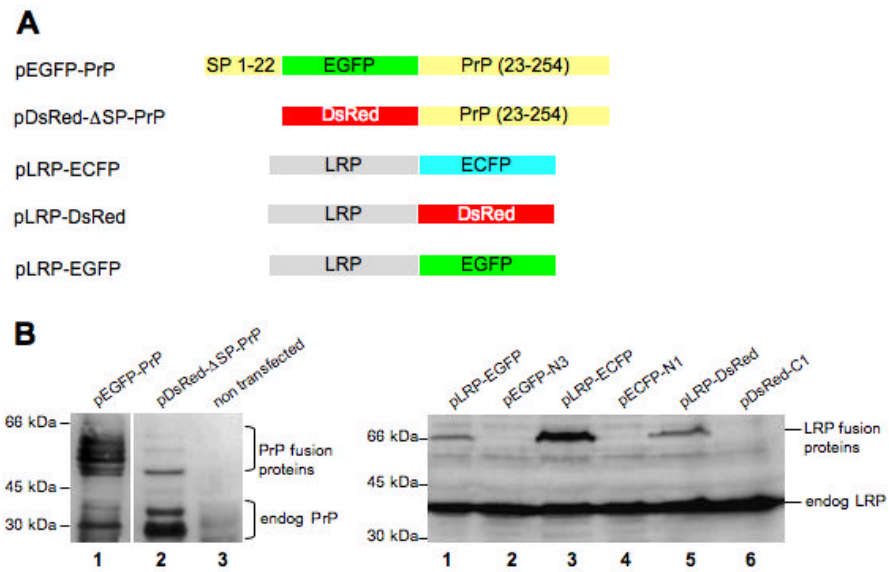 A
pEGFP-PrP
SP 1-22 EGFP PrP (23-254)
pDsRed-ΔSP-PrP
DsRed PrP (23-254)
pLRP-ECFP
LRP ECFP
pLRP-DsRed
LRP DsRed
pLRP-EGFP
LRP EGFP
B
pEGFP-PrP
pDsRed-ΔSP-PrP
non transfected
66 kDa
45 kDa
30 kDa
PrP fusion
proteins
endog PrP
1 2 3
pLRP-EGFP
pEGFP-N3
pLRP-ECFP
pECFP-N1
pLRP-DsRed
pDsRed-C1
66 kDa
45 kDa
30 kDa
LRP fusion
proteins
endog LRP
1 2 3 4 5 6